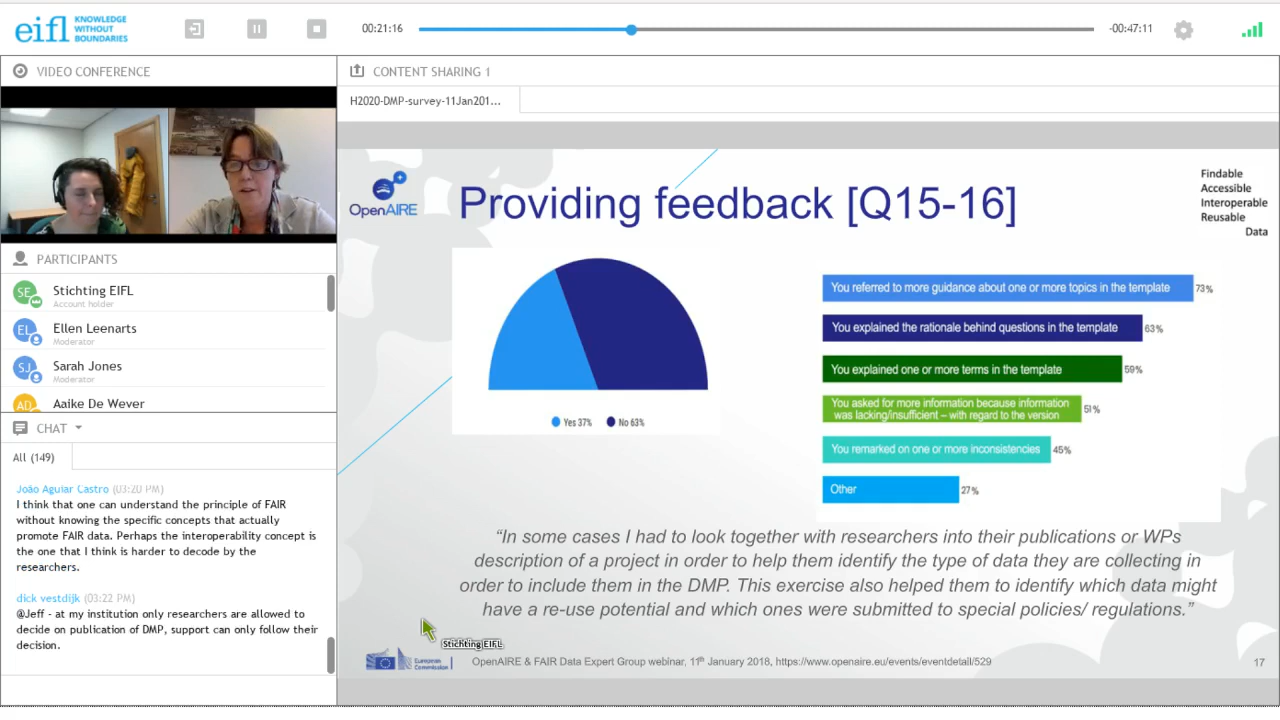 eifl KNOWLEDGE
WITHOUT
BOUNDARIES
00:21:16
-00:47:11
VIDEO CONFERENCE
PARTICIPANTS
SE
Stichting EIFL
Account holder
EL
Ellen Leenarts
Moderator
SJ
Sarah Jones
Moderator
AD
Aaike De Wever
CHAT
All (149)
João Aguiar Castro (03:20 PM)
I think that one can understand the principle of FAIR
without knowing the specific concepts that actually
promote FAIR data. Perhaps the interoperability concept is
the one that I think is harder to decode by the
researchers.
dick vestdijk (03:22 PM)
@Jeff - at my institution only researchers are allowed to
decide on publication of DMP, support can only follow their
decision.
CONTENT SHARING 1
H2020-DMP-survey-11Jan201...
OpenAIRE
Providing feedback [Q15-16]
Findable
Accessible
Interoperable
Reusable
Data
Yes 37% No 63%
You referred to more guidance about one or more topics in the template 73%
You explained the rationale behind questions in the template 63%
You explained one or more terms in the template 59%
You asked for more information because information
was lacking/insufficient – with regard to the version 51%
You remarked on one or more inconsistencies 45%
Other 27%
“In some cases I had to look together with researchers into their publications or WPs
description of a project in order to help them identify the type of data they are collecting in
order to include them in the DMP. This exercise also helped them to identify which data might
have a re-use potential and which ones were submitted to special policies/ regulations.”
Stichting EIFL
European
Commission
OpenAIRE & FAIR Data Expert Group webinar, 11th January 2018, https://www.openaire.eu/events/eventdetail/529
17